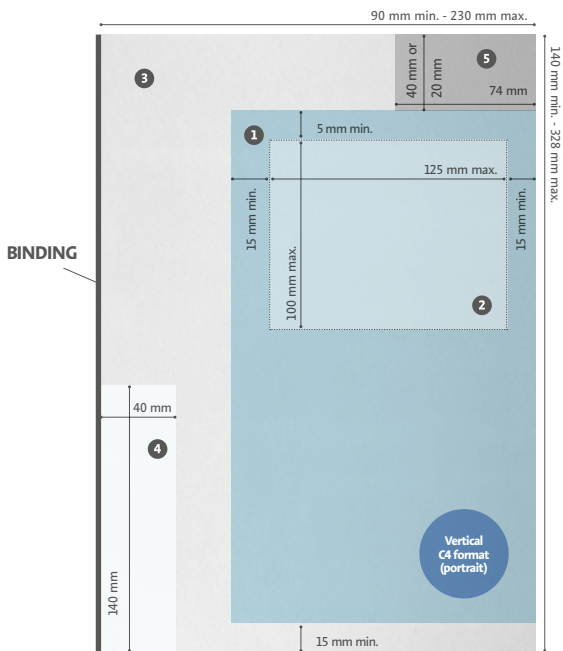 90 mm min. - 230 mm max.
3
5
40 mm or
20 mm
74 mm
140 mm min. - 328 mm max.
1
5 mm min.
125 mm max.
15 mm min.
15 mm min.
BINDING
100 mm max.
2
40 mm
4
Vertical
C4 format
(portrait)
140 mm
15 mm min.